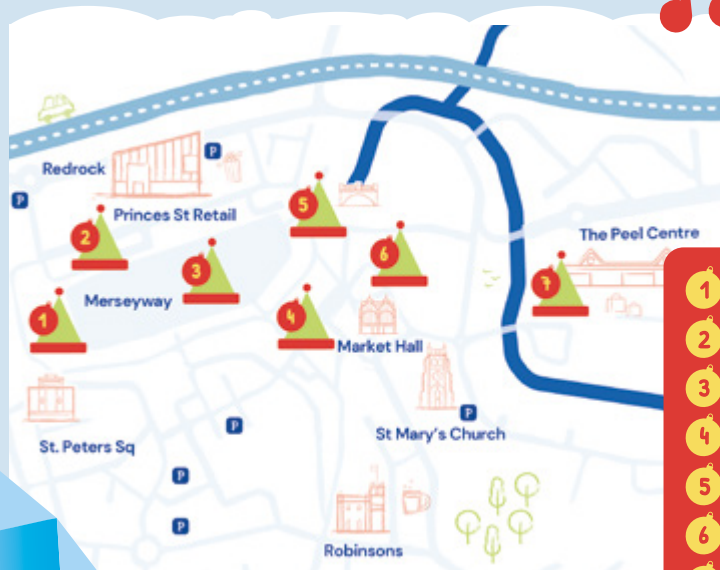 P
Redrock
P
Princes St Retail
5
2
The Peel Centre
6
3
7
1
Merseyway
1
4
2
Market Hall
3
P
P
4
St Mary's Church
St. Peters Sq
P
5
P
6
Robinsons